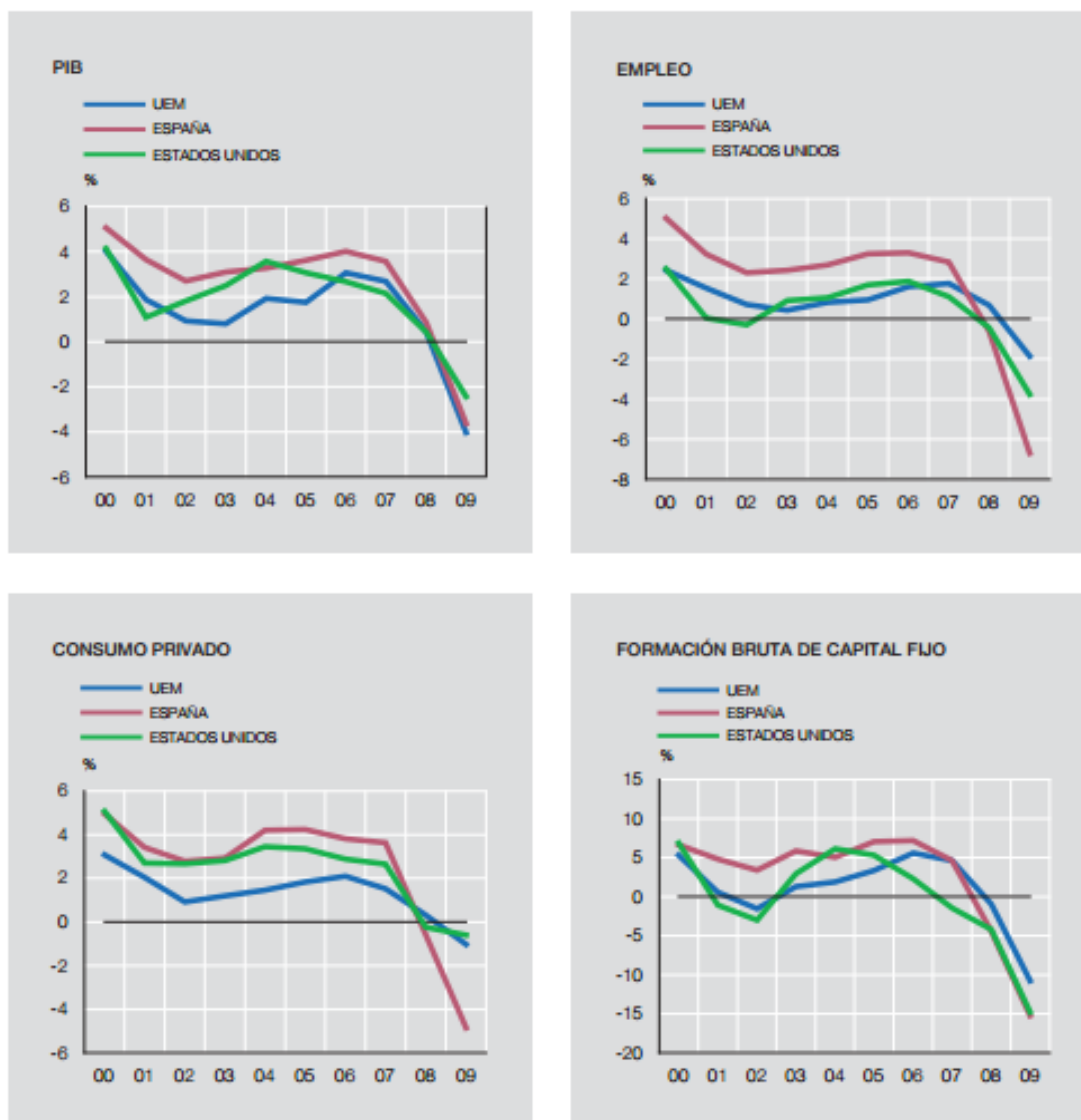 PIB
UEM
ESPAÑA
ESTADOS UNIDOS
%
6
4
2
0
-2
-4
-6
00 01 02 03 04 05 06 07 08 09
EMPLEO
UEM
ESPAÑA
ESTADOS UNIDOS
%
6
4
2
0
-2
-4
-6
-8
00 01 02 03 04 05 06 07 08 09
CONSUMO PRIVADO
UEM
ESPAÑA
ESTADOS UNIDOS
%
6
4
2
0
-2
-4
-6
00 01 02 03 04 05 06 07 08 09
FORMACIÓN BRUTA DE CAPITAL FIJO
UEM
ESPAÑA
ESTADOS UNIDOS
%
15
10
5
0
-5
-10
-15
-20
00 01 02 03 04 05 06 07 08 09